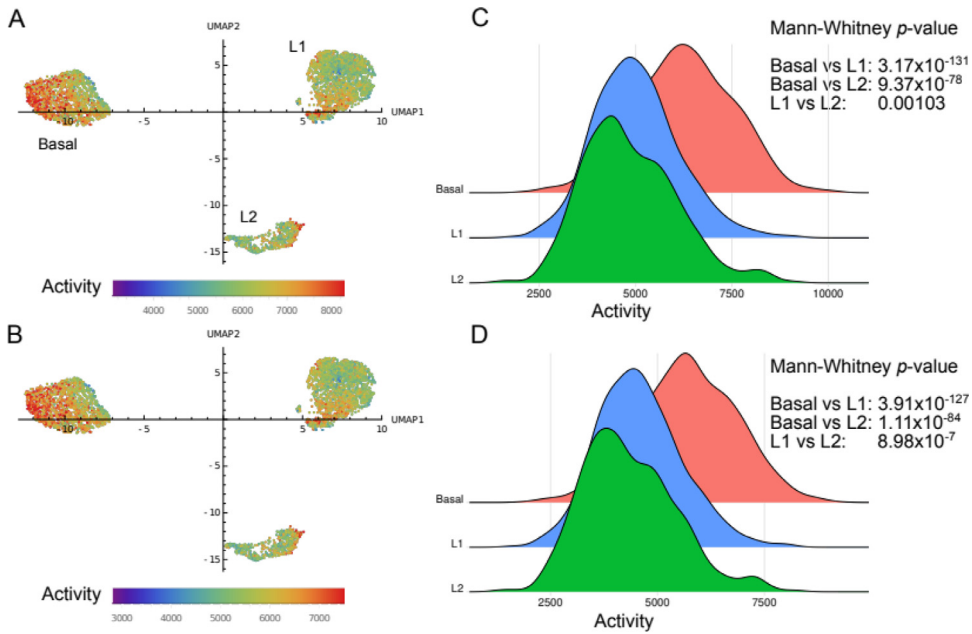 A
UMAP2
L1
5
UMAP1
-10
-5
5
10
Basal
-5
-10
L2
-15
Activity
4000 5000 6000 7000 8000
B
UMAP2
5
UMAP1
-10
-5
5
10
-5
-10
-15
Activity
3000 4000 5000 6000 7000
C
Mann-Whitney p-value
Basal vs L1: 3.17x10⁻¹³¹
Basal vs L2: 9.37x10⁻⁷⁸
L1 vs L2: 0.00103
Basal
L1
L2
2500 5000 7500 10000
Activity
D
Mann-Whitney p-value
Basal vs L1: 3.91x10⁻¹²⁷
Basal vs L2: 1.11x10⁻⁸⁴
L1 vs L2: 8.98x10⁻⁷
Basal
L1
L2
2500 5000 7500
Activity